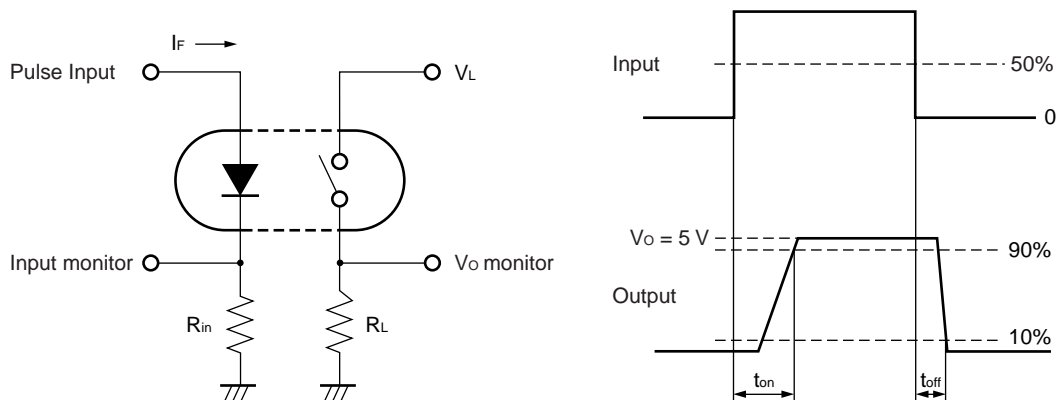 IF
Pulse Input
VL
Input monitor
VO monitor
Rin
RL
Input
50%
0
VO = 5 V
90%
Output
10%
ton
toff